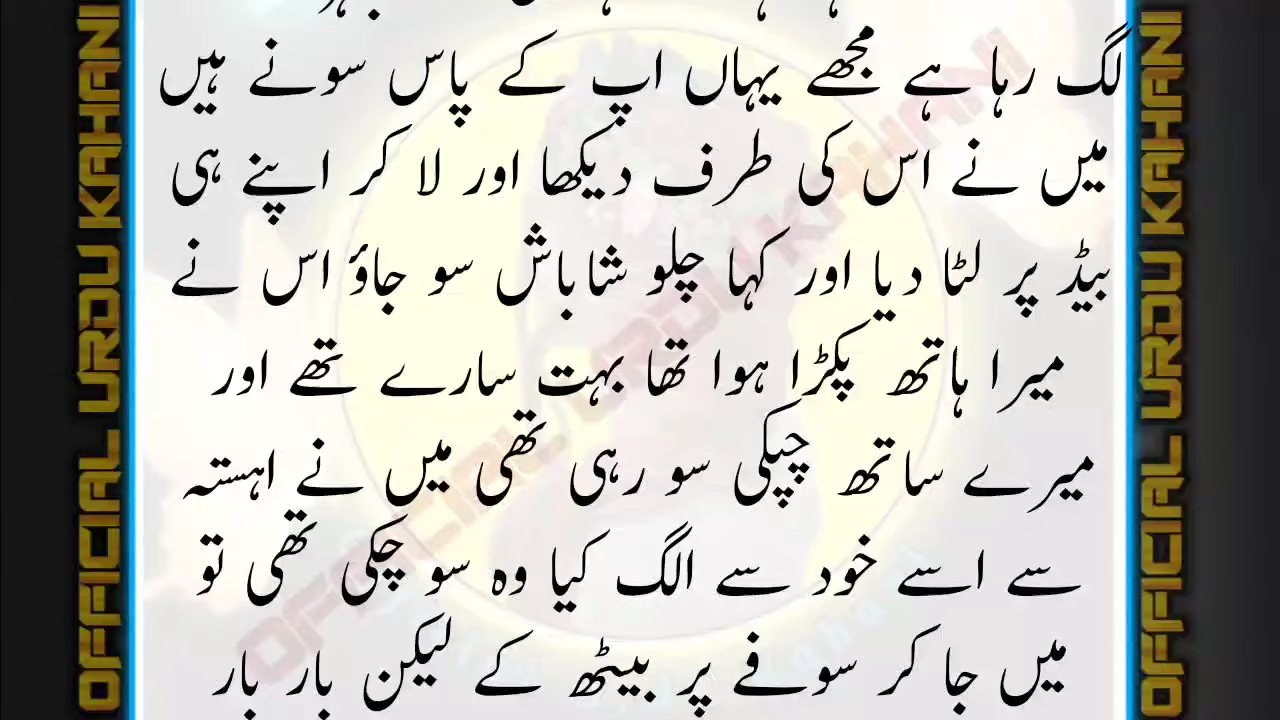 لگ رہا ہے مجھے یہاں اپ کے پاس سونے ہیں
میں نے اس کی طرف دیکھا اور لا کر اپنے ہی
بیڈ پر لٹا دیا اور کہا چلو شاباش سو جاؤ اس نے
میرا ہاتھ پکڑا ہوا تھا بہت سارے تھے اور
میرے ساتھ چپکی سو رہی تھی میں نے اہستہ
سے اسے خود سے الگ کیا وہ سو چکی تھی تو
میں جا کر سوفے پر بیٹھ کے لیکن بار بار
OFFICIAL URDU KAHANI
OFFICIAL URDU KAHANI
OFFICIAL URDU KAHANI